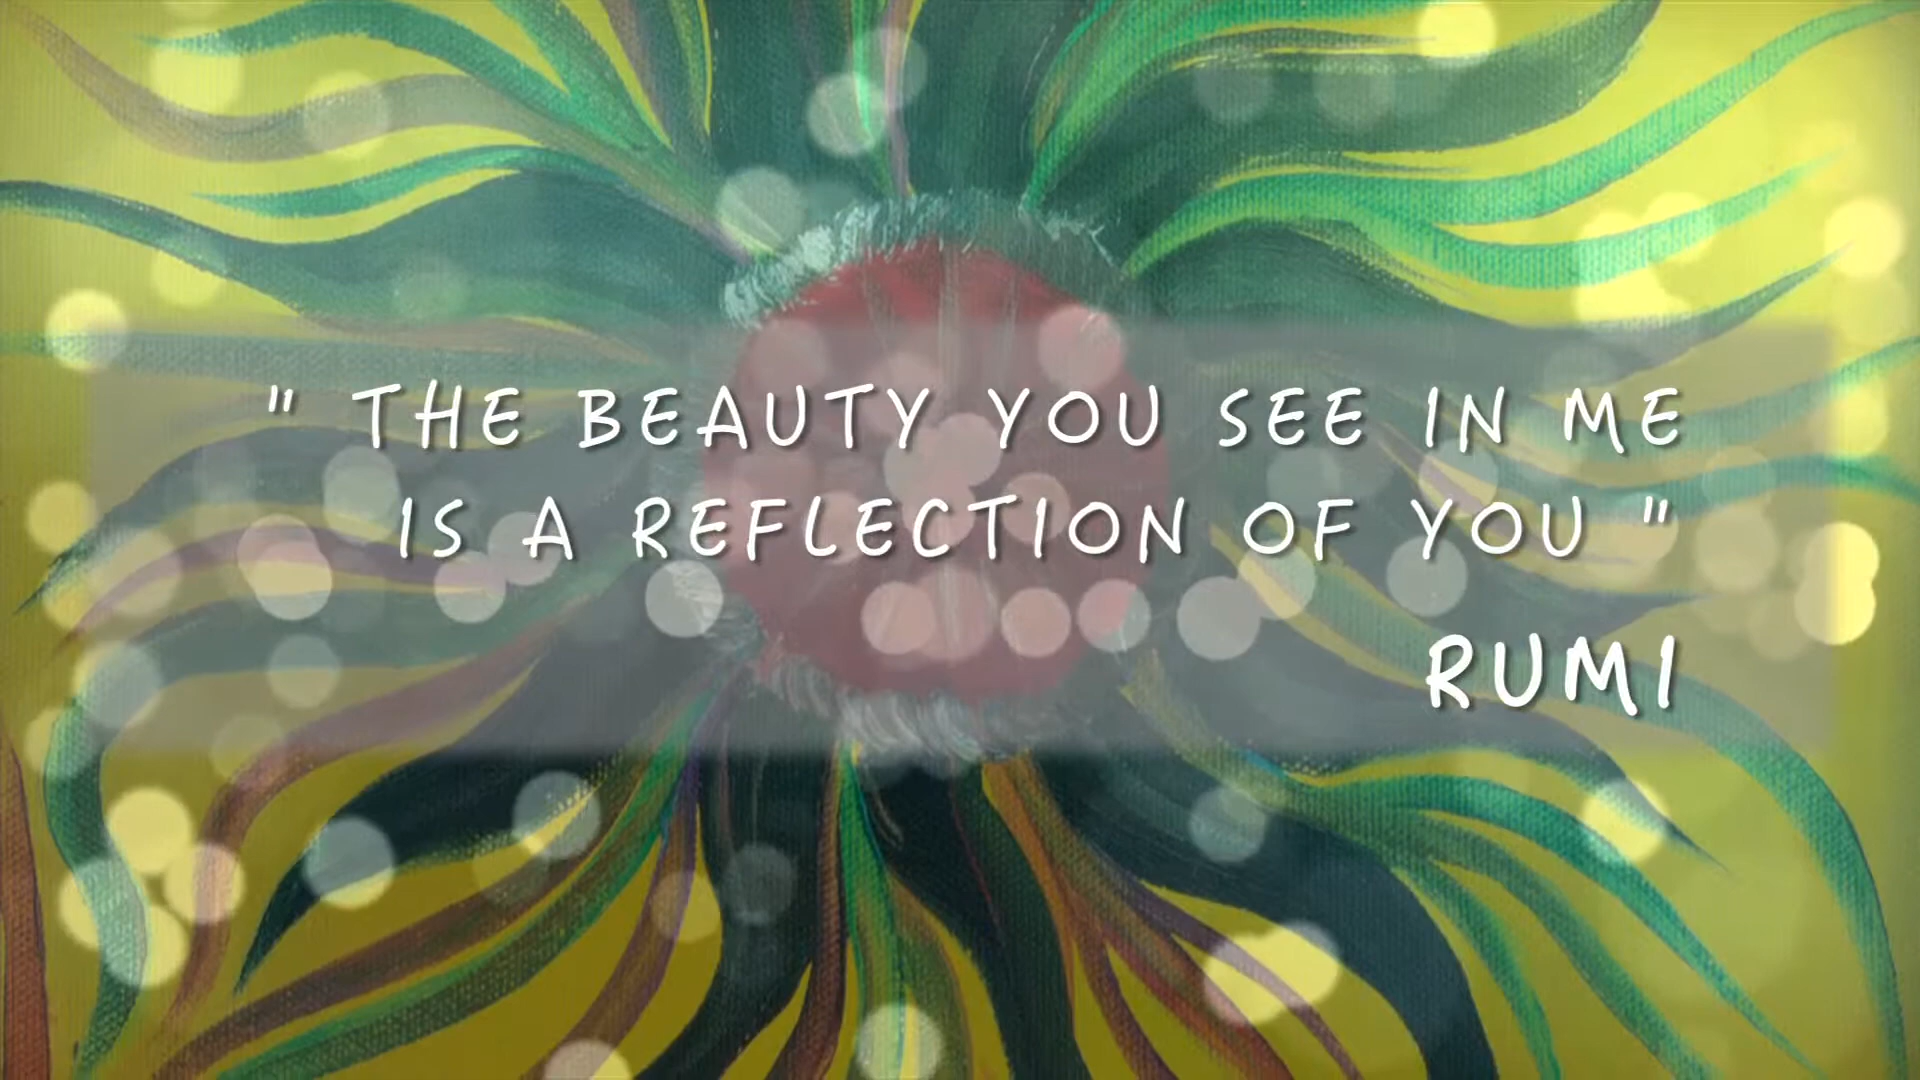 " THE BEAUTY YOU SEE IN ME
IS A REFLECTION OF YOU "
RUMI